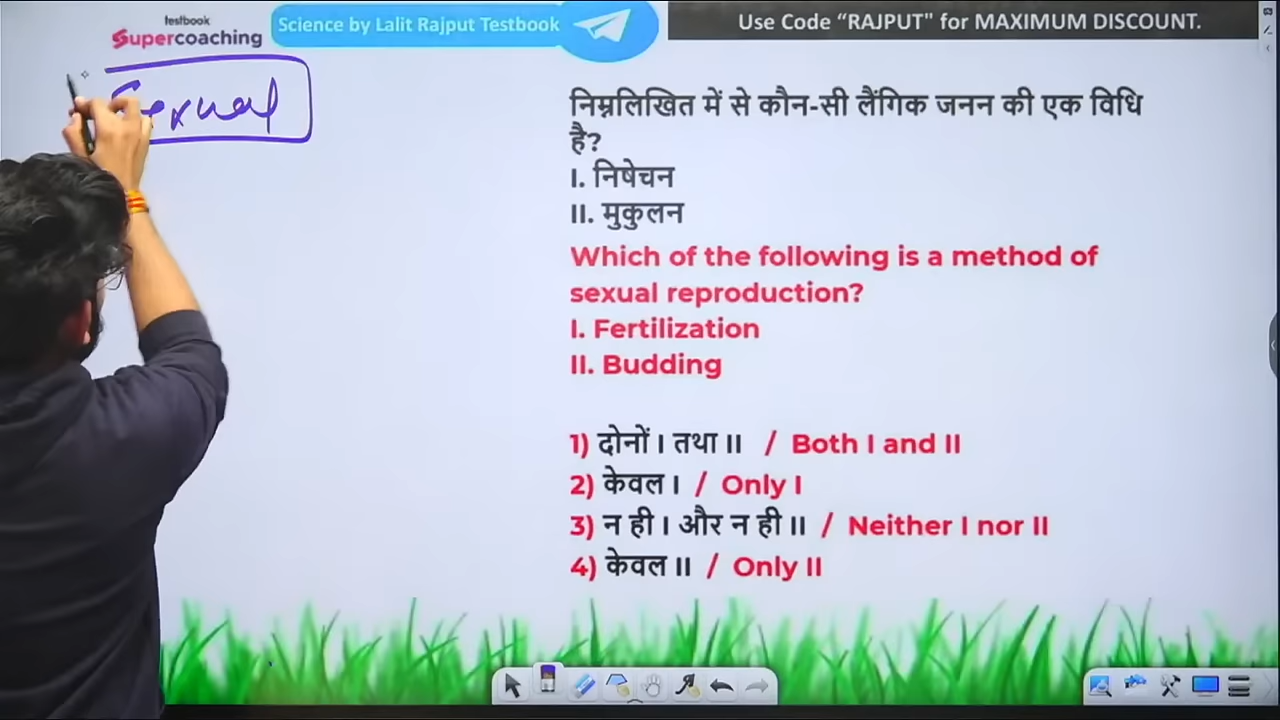 testbook
Supercoaching
Science by Lalit Rajput Testbook
Use Code “RAJPUT" for MAXIMUM DISCOUNT.
Sexual
निम्नलिखित में से कौन-सी लैंगिक जनन की एक विधि
है?
I. निषेचन
II. मुकुलन
Which of the following is a method of
sexual reproduction?
I. Fertilization
II. Budding
1) दोनों I तथा II / Both I and II
2) केवल I / Only I
3) न ही I और न ही II / Neither I nor II
4) केवल II / Only II